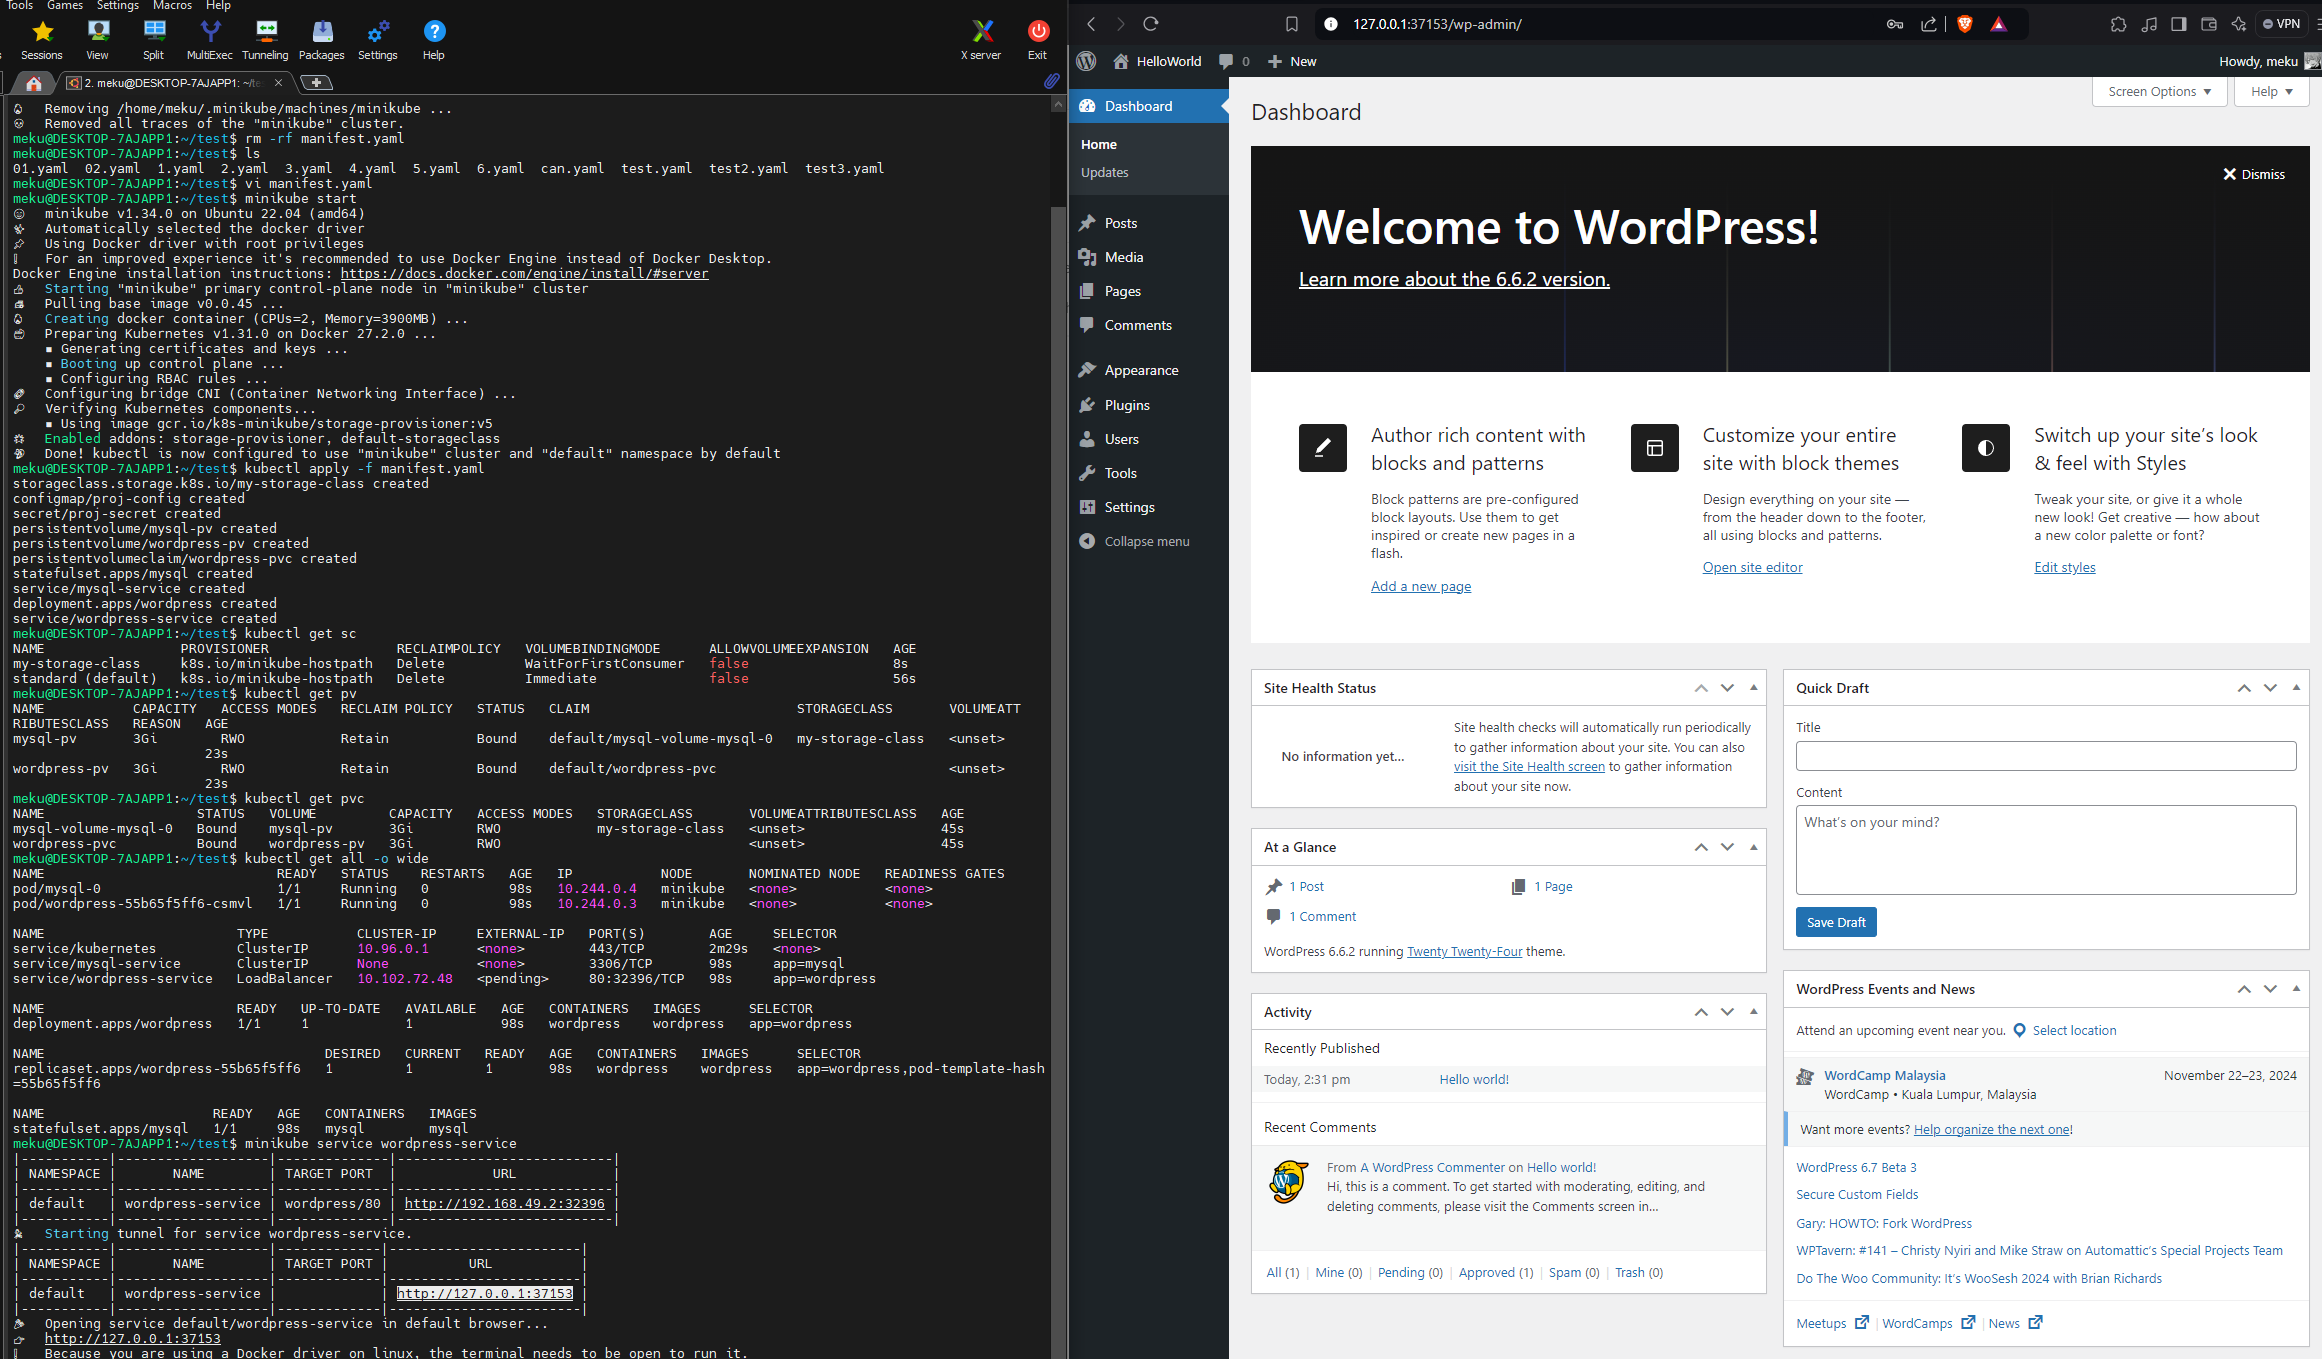 Tools Games Settings Macros Help
Sessions View Split MultiExec Tunneling Packages Settings Help X server Exit
2. meku@DESKTOP-7AJAPP1: ~/te
Removing /home/meku/.minikube/machines/minikube ...
Removed all traces of the "minikube" cluster.
meku@DESKTOP-7AJAPP1:~/test$ rm -rf manifest.yaml
meku@DESKTOP-7AJAPP1:~/test$ ls
01.yaml 02.yaml 1.yaml 2.yaml 3.yaml 4.yaml 5.yaml 6.yaml can.yaml test.yaml test2.yaml test3.yaml
meku@DESKTOP-7AJAPP1:~/test$ vi manifest.yaml
meku@DESKTOP-7AJAPP1:~/test$ minikube start
minikube v1.34.0 on Ubuntu 22.04 (amd64)
Automatically selected the docker driver
Using Docker driver with root privileges
For an improved experience it's recommended to use Docker Engine instead of Docker Desktop.
Docker Engine installation instructions: https://docs.docker.com/engine/install/#server
Starting "minikube" primary control-plane node in "minikube" cluster
Pulling base image v0.0.45 ...
Creating docker container (CPUs=2, Memory=3900MB) ...
Preparing Kubernetes v1.31.0 on Docker 27.2.0 ...
▪ Generating certificates and keys ...
▪ Booting up control plane ...
▪ Configuring RBAC rules ...
Configuring bridge CNI (Container Networking Interface) ...
Verifying Kubernetes components...
▪ Using image gcr.io/k8s-minikube/storage-provisioner:v5
Enabled addons: storage-provisioner, default-storageclass
Done! kubectl is now configured to use "minikube" cluster and "default" namespace by default
meku@DESKTOP-7AJAPP1:~/test$ kubectl apply -f manifest.yaml
storageclass.storage.k8s.io/my-storage-class created
configmap/proj-config created
secret/proj-secret created
persistentvolume/mysql-pv created
persistentvolume/wordpress-pv created
persistentvolumeclaim/wordpress-pvc created
statefulset.apps/mysql created
service/mysql-service created
deployment.apps/wordpress created
service/wordpress-service created
meku@DESKTOP-7AJAPP1:~/test$ kubectl get sc
NAME PROVISIONER RECLAIMPOLICY VOLUMEBINDINGMODE ALLOWVOLUMEEXPANSION AGE
my-storage-class k8s.io/minikube-hostpath Delete WaitForFirstConsumer false 8s
standard (default) k8s.io/minikube-hostpath Delete Immediate false 56s
meku@DESKTOP-7AJAPP1:~/test$ kubectl get pv
NAME CAPACITY ACCESS MODES RECLAIM POLICY STATUS CLAIM STORAGECLASS VOLUMEATT
RIBUTESCLASS REASON AGE
mysql-pv 3Gi RWO Retain Bound default/mysql-volume-mysql-0 my-storage-class <unset>
23s
wordpress-pv 3Gi RWO Retain Bound default/wordpress-pvc <unset>
23s
meku@DESKTOP-7AJAPP1:~/test$ kubectl get pvc
NAME STATUS VOLUME CAPACITY ACCESS MODES STORAGECLASS VOLUMEATTRIBUTESCLASS AGE
mysql-volume-mysql-0 Bound mysql-pv 3Gi RWO my-storage-class <unset> 45s
wordpress-pvc Bound wordpress-pv 3Gi RWO <unset> 45s
meku@DESKTOP-7AJAPP1:~/test$ kubectl get all -o wide
NAME READY STATUS RESTARTS AGE IP NODE NOMINATED NODE READINESS GATES
pod/mysql-0 1/1 Running 0 98s 10.244.0.4 minikube <none> <none>
pod/wordpress-55b65f5ff6-csmvl 1/1 Running 0 98s 10.244.0.3 minikube <none> <none>
NAME TYPE CLUSTER-IP EXTERNAL-IP PORT(S) AGE SELECTOR
service/kubernetes ClusterIP 10.96.0.1 <none> 443/TCP 2m29s <none>
service/mysql-service ClusterIP None <none> 3306/TCP 98s app=mysql
service/wordpress-service LoadBalancer 10.102.72.48 <pending> 80:32396/TCP 98s app=wordpress
NAME READY UP-TO-DATE AVAILABLE AGE CONTAINERS IMAGES SELECTOR
deployment.apps/wordpress 1/1 1 1 98s wordpress wordpress app=wordpress
NAME DESIRED CURRENT READY AGE CONTAINERS IMAGES SELECTOR
replicaset.apps/wordpress-55b65f5ff6 1 1 1 98s wordpress wordpress app=wordpress,pod-template-hash
=55b65f5ff6
NAME READY AGE CONTAINERS IMAGES
statefulset.apps/mysql 1/1 98s mysql mysql
meku@DESKTOP-7AJAPP1:~/test$ minikube service wordpress-service
| NAMESPACE | NAME | TARGET PORT | URL |
| default | wordpress-service | wordpress/80 | http://192.168.49.2:32396 |
Starting tunnel for service wordpress-service.
| NAMESPACE | NAME | TARGET PORT | URL |
| default | wordpress-service | | http://127.0.0.1:37153 |
Opening service default/wordpress-service in default browser...
http://127.0.0.1:37153
Because you are using a Docker driver on linux, the terminal needs to be open to run it.
127.0.0.1:37153/wp-admin/
VPN
HelloWorld 0 New
Howdy, meku
Dashboard
Home
Updates
Posts
Media
Pages
Comments
Appearance
Plugins
Users
Tools
Settings
Collapse menu
Screen Options Help
Dashboard
Dismiss
Welcome to WordPress!
Learn more about the 6.6.2 version.
Author rich content with
blocks and patterns
Block patterns are pre-configured
block layouts. Use them to get
inspired or create new pages in a
flash.
Add a new page
Customize your entire
site with block themes
Design everything on your site —
from the header down to the footer,
all using blocks and patterns.
Open site editor
Switch up your site’s look
& feel with Styles
Tweak your site, or give it a whole
new look! Get creative — how about
a new color palette or font?
Edit styles
Site Health Status
No information yet...
Site health checks will automatically run periodically
to gather information about your site. You can also
visit the Site Health screen to gather information
about your site now.
At a Glance
1 Post
1 Page
1 Comment
WordPress 6.6.2 running Twenty Twenty-Four theme.
Activity
Recently Published
Today, 2:31 pm Hello world!
Recent Comments
From A WordPress Commenter on Hello world!
Hi, this is a comment. To get started with moderating, editing, and
deleting comments, please visit the Comments screen in...
All (1) | Mine (0) | Pending (0) | Approved (1) | Spam (0) | Trash (0)
Quick Draft
Title
Content
What’s on your mind?
Save Draft
WordPress Events and News
Attend an upcoming event near you. Select location
WordCamp Malaysia November 22–23, 2024
WordCamp • Kuala Lumpur, Malaysia
Want more events? Help organize the next one!
WordPress 6.7 Beta 3
Secure Custom Fields
Gary: HOWTO: Fork WordPress
WPTavern: #141 – Christy Nyiri and Mike Straw on Automattic’s Special Projects Team
Do The Woo Community: It’s WooSesh 2024 with Brian Richards
Meetups | WordCamps | News